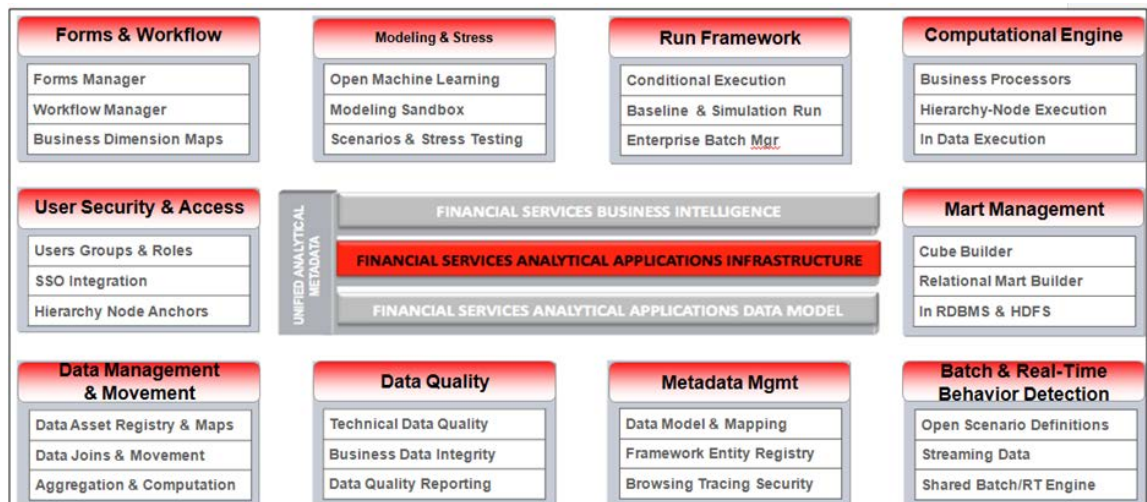 Forms & Workflow
Forms Manager
Workflow Manager
Business Dimension Maps
Modeling & Stress
Open Machine Learning
Modeling Sandbox
Scenarios & Stress Testing
Run Framework
Conditional Execution
Baseline & Simulation Run
Enterprise Batch Mgr
Computational Engine
Business Processors
Hierarchy-Node Execution
In Data Execution
User Security & Access
Users Groups & Roles
SSO Integration
Hierarchy Node Anchors
UNIFIED ANALYTICAL
METADATA
FINANCIAL SERVICES BUSINESS INTELLIGENCE
FINANCIAL SERVICES ANALYTICAL APPLICATIONS INFRASTRUCTURE
FINANCIAL SERVICES ANALYTICAL APPLICATIONS DATA MODEL
Mart Management
Cube Builder
Relational Mart Builder
In RDBMS & HDFS
Data Management
& Movement
Data Asset Registry & Maps
Data Joins & Movement
Aggregation & Computation
Data Quality
Technical Data Quality
Business Data Integrity
Data Quality Reporting
Metadata Mgmt
Data Model & Mapping
Framework Entity Registry
Browsing Tracing Security
Batch & Real-Time
Behavior Detection
Open Scenario Definitions
Streaming Data
Shared Batch/RT Engine